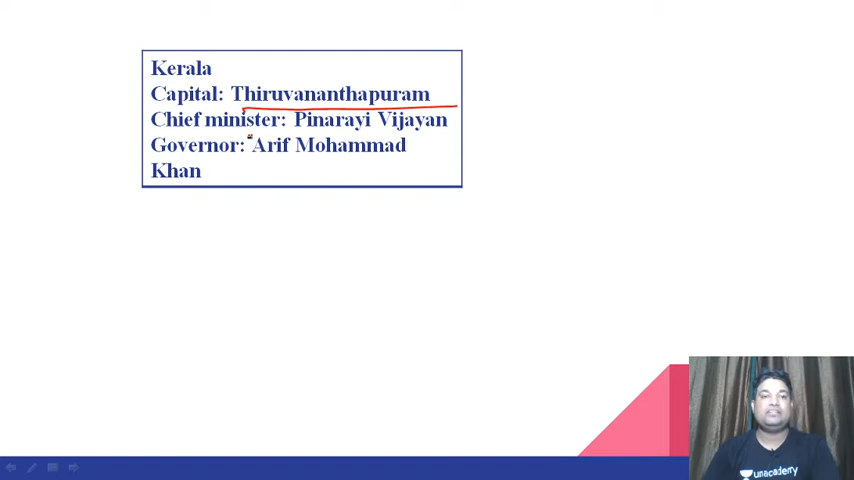 Kerala
Capital: Thiruvananthapuram
Chief minister: Pinarayi Vijayan
Governor: Arif Mohammad
Khan
unacademy